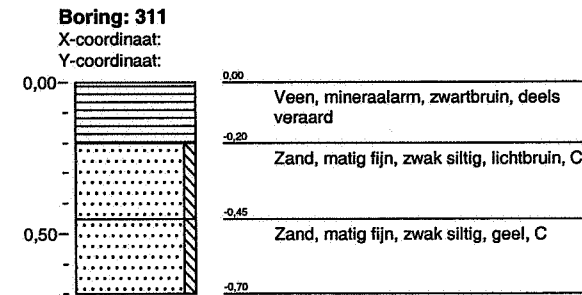 Boring: 311
X-coordinaat:
Y-coordinaat:
0,00
0,00
Veen, mineraalarm, zwartbruin, deels
veraard
-0,20
Zand, matig fijn, zwak siltig, lichtbruin, C
-0,45
0,50
Zand, matig fijn, zwak siltig, geel, C
-0,70